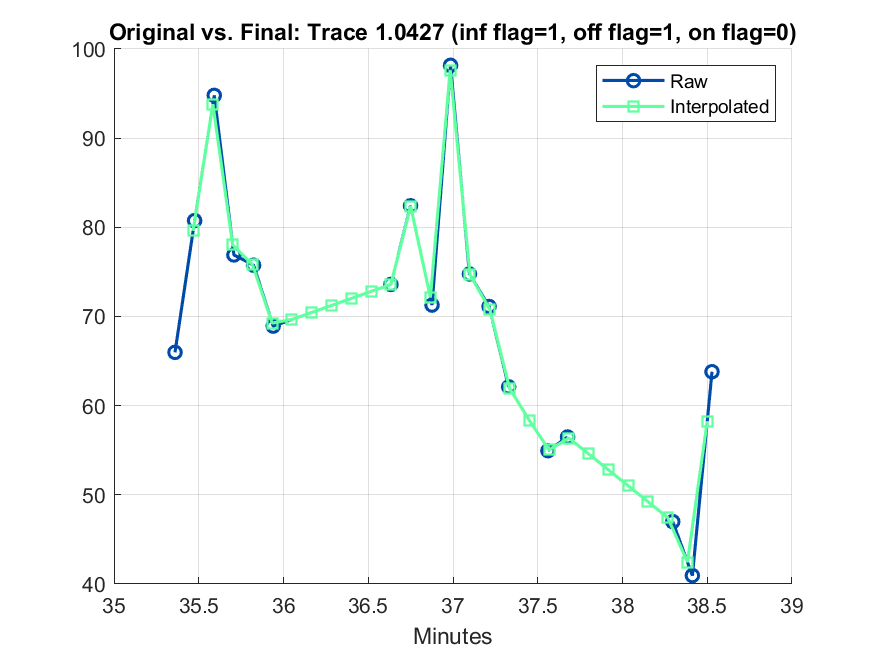 Original vs. Final: Trace 1.0427 (inf flag=1, off flag=1, on flag=0)
100
90
80
70
60
50
40
Raw
Interpolated
35 35.5 36 36.5 37 37.5 38 38.5 39
Minutes